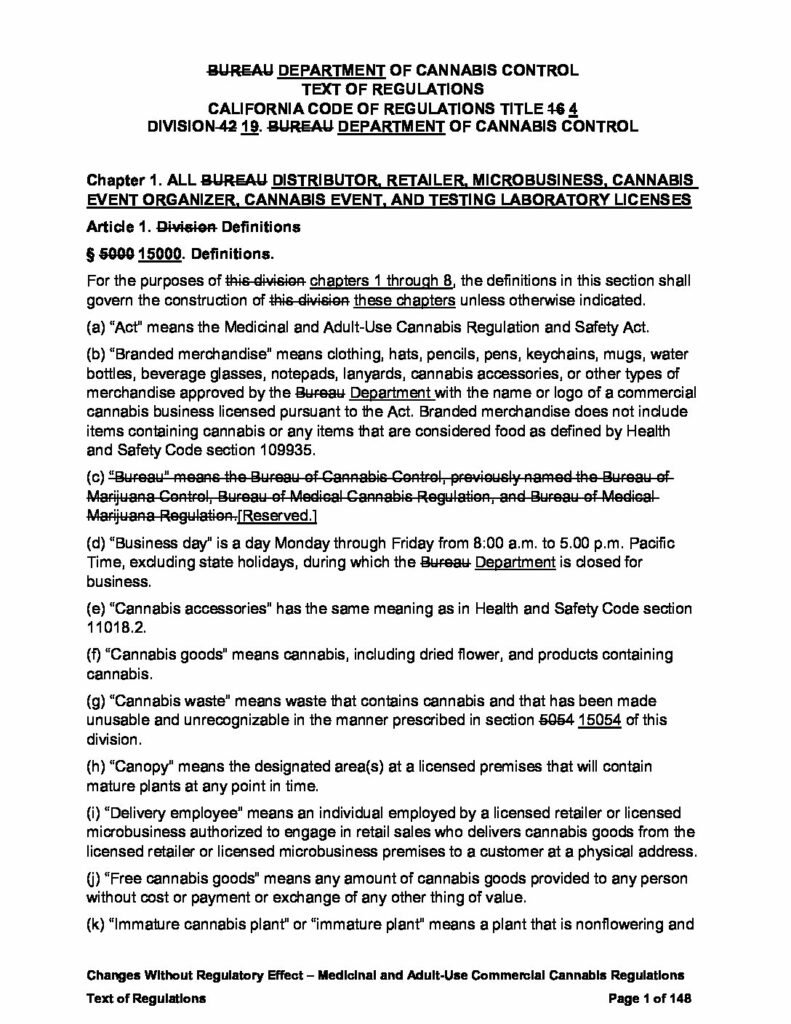 BUREAU DEPARTMENT OF CANNABIS CONTROL
TEXT OF REGULATIONS
CALIFORNIA CODE OF REGULATIONS TITLE 16 4
DIVISION 42 19. BUREAU DEPARTMENT OF CANNABIS CONTROL
Chapter 1. ALL BUREAU DISTRIBUTOR, RETAILER, MICROBUSINESS, CANNABIS
EVENT ORGANIZER, CANNABIS EVENT, AND TESTING LABORATORY LICENSES
Article 1. Division Definitions
§ 5000 15000. Definitions.
For the purposes of this division chapters 1 through 8, the definitions in this section shall
govern the construction of this division these chapters unless otherwise indicated.
(a) “Act” means the Medicinal and Adult-Use Cannabis Regulation and Safety Act.
(b) “Branded merchandise” means clothing, hats, pencils, pens, keychains, mugs, water
bottles, beverage glasses, notepads, lanyards, cannabis accessories, or other types of
merchandise approved by the Bureau Department with the name or logo of a commercial
cannabis business licensed pursuant to the Act. Branded merchandise does not include
items containing cannabis or any items that are considered food as defined by Health
and Safety Code section 109935.
(c) “Bureau” means the Bureau of Cannabis Control, previously named the Bureau of
Marijuana Control, Bureau of Medical Cannabis Regulation, and Bureau of Medical
Marijuana Regulation.[Reserved.]
(d) “Business day” is a day Monday through Friday from 8:00 a.m. to 5.00 p.m. Pacific
Time, excluding state holidays, during which the Bureau Department is closed for
business.
(e) “Cannabis accessories” has the same meaning as in Health and Safety Code section
11018.2.
(f) “Cannabis goods” means cannabis, including dried flower, and products containing
cannabis.
(g) “Cannabis waste” means waste that contains cannabis and that has been made
unusable and unrecognizable in the manner prescribed in section 5054 15054 of this
division.
(h) “Canopy” means the designated area(s) at a licensed premises that will contain
mature plants at any point in time.
(i) “Delivery employee” means an individual employed by a licensed retailer or licensed
microbusiness authorized to engage in retail sales who delivers cannabis goods from the
licensed retailer or licensed microbusiness premises to a customer at a physical address.
(j) “Free cannabis goods” means any amount of cannabis goods provided to any person
without cost or payment or exchange of any other thing of value.
(k) “Immature cannabis plant” or “immature plant” means a plant that is nonflowering and
Changes Without Regulatory Effect – Medicinal and Adult-Use Commercial Cannabis Regulations
Text of Regulations Page 1 of 148